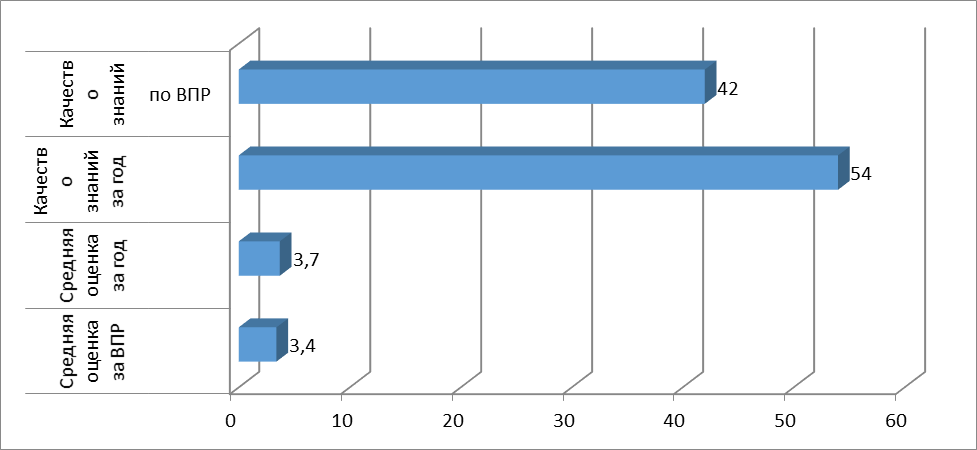 Качеств
о
знаний
по ВПР
42
Качеств
о
знаний
за год
54
Средняя
оценка
за год
3,7
Средняя
оценка
за ВПР
3,4
0 10 20 30 40 50 60